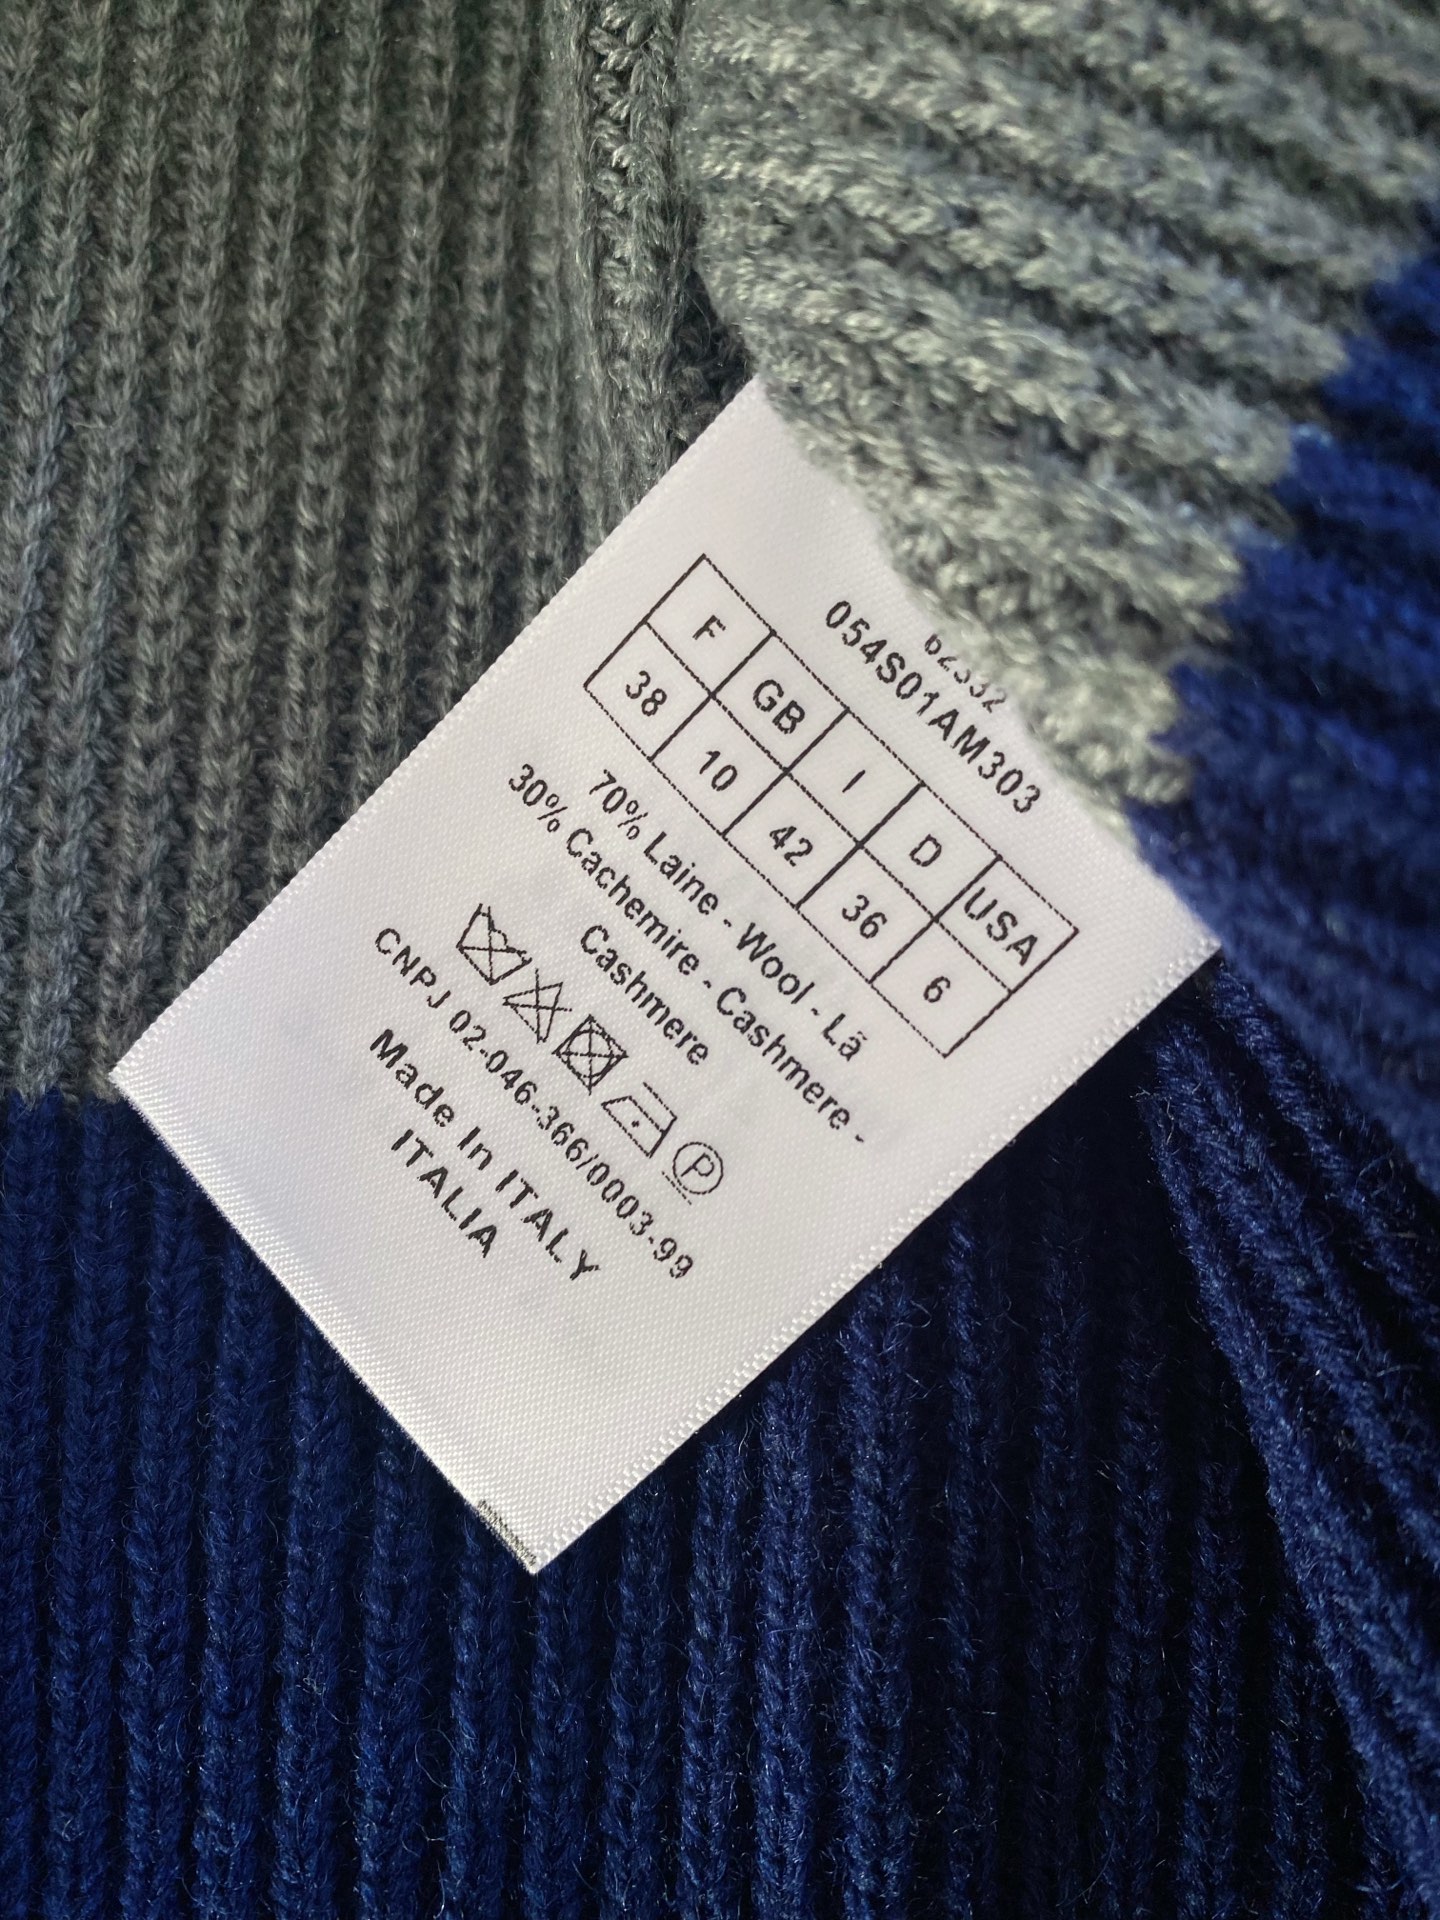 054S01AM303
F GB I D USA
38 10 42 36 6
70% Laine - Wool - Lã
30% Cachemire - Cashmere -
Cashmere
P
CNPJ 02-046-366/0003-99
Made In ITALY
ITALIA